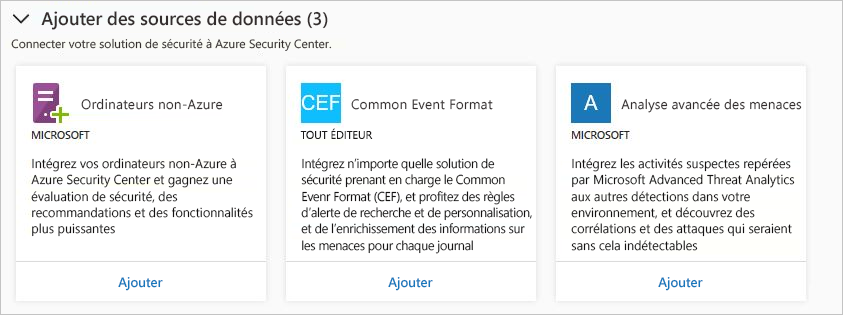 Ajouter des sources de données (3)
Connecter votre solution de sécurité à Azure Security Center.
Ordinateurs non-Azure
MICROSOFT
Intégrez vos ordinateurs non-Azure à
Azure Security Center et gagnez une
évaluation de sécurité, des
recommandations et des fonctionnalités
plus puissantes
Ajouter
CEF
Common Event Format
TOUT ÉDITEUR
Intégrez n'importe quelle solution de
sécurité prenant en charge le Common
Evenr Format (CEF), et profitez des règles
d'alerte de recherche et de personnalisation,
et de l'enrichissement des informations sur
les menaces pour chaque journal
Ajouter
A
Analyse avancée des menaces
MICROSOFT
Intégrez les activités suspectes repérées
par Microsoft Advanced Threat Analytics
aux autres détections dans votre
environnement, et découvrez des
corrélations et des attaques qui seraient
sans cela indétectables
Ajouter